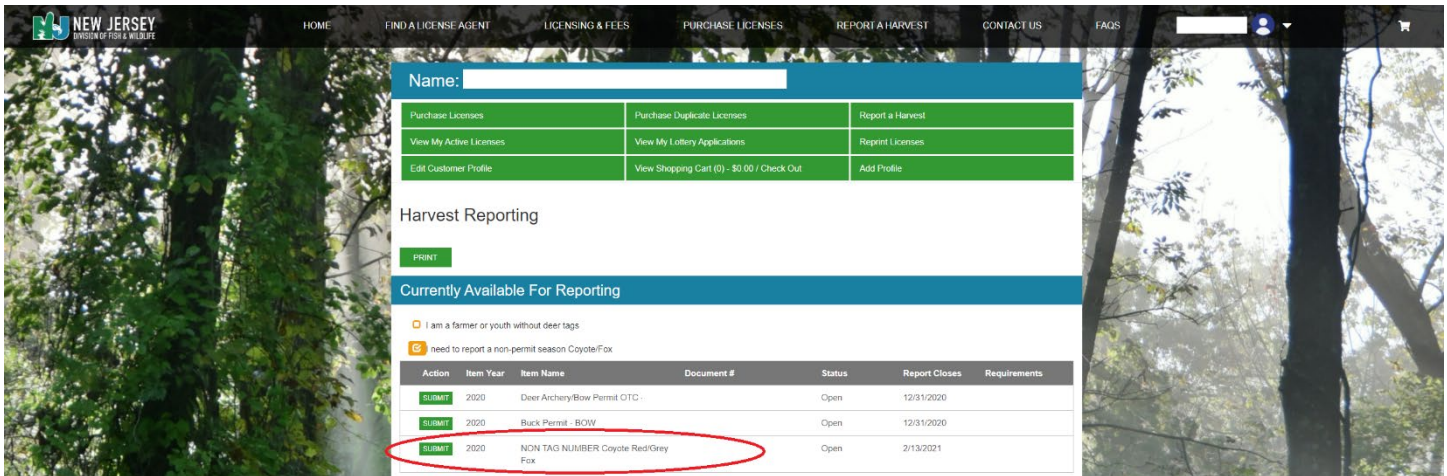 NEW JERSEY
DIVISION OF FISH & WILDLIFE
HOME FIND A LICENSE AGENT LICENSING & FEES PURCHASE LICENSES REPORT A HARVEST CONTACT US FAQS
Name:
Purchase Licenses Purchase Duplicate Licenses Report a Harvest
View My Active Licenses View My Lottery Applications Reprint Licenses
Edit Customer Profile View Shopping Cart (0) - $0.00 / Check Out Add Profile
Harvest Reporting
PRINT
Currently Available For Reporting
I am a farmer or youth without deer tags
need to report a non-permit season Coyote/Fox
Action Item Year Item Name Document # Status Report Closes Requirements
SUBMIT 2020 Deer Archery/Bow Permit OTC - Open 12/31/2020
SUBMIT 2020 Buck Permit - BOW Open 12/31/2020
SUBMIT 2020 NON TAG NUMBER Coyote Red/Grey Open 2/13/2021
Fox